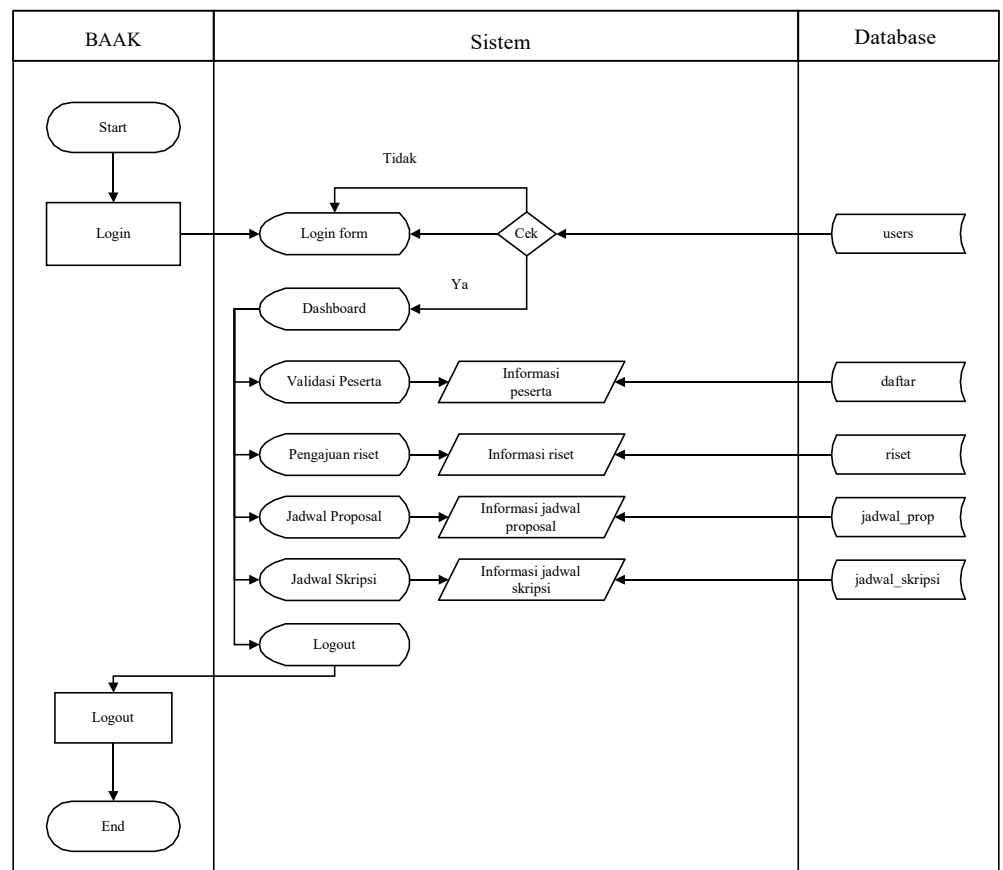 BAAK
Sistem
Database
Start
Tidak
Login
Login form
Cek
users
Ya
Dashboard
Validasi Peserta
Informasi
peserta
daftar
Pengajuan riset
Informasi riset
riset
Jadwal Proposal
Informasi jadwal
proposal
jadwal_prop
Jadwal Skripsi
Informasi jadwal
skripsi
jadwal_skripsi
Logout
Logout
End